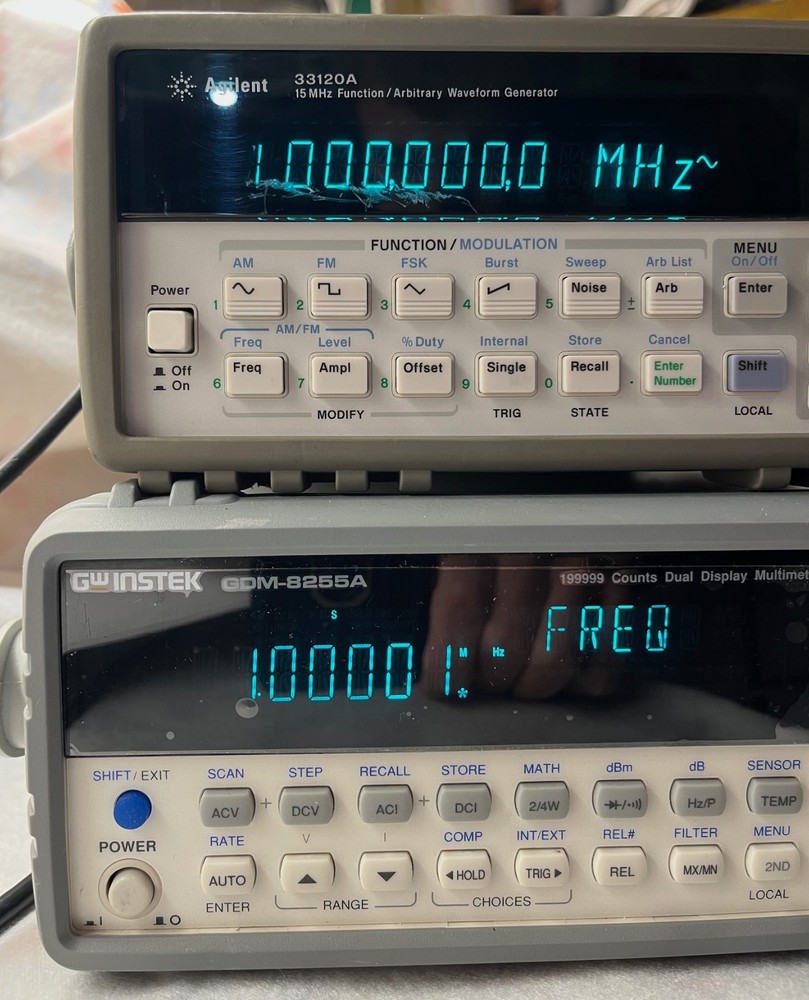 Agilent 33120A
15 MHz Function / Arbitrary Waveform Generator
1.000,000,0 MHz~
FUNCTION / MODULATION
MENU
AM FM FSK Burst Sweep Arb List On/Off
Power
1 2 3 4 5 Noise ± Arb Enter
AM/FM
Freq Level % Duty Internal Store Cancel
Off
On
6 Freq 7 Ampl 8 Offset 9 Single 0 Recall . Enter Number Shift
MODIFY TRIG STATE LOCAL
GW INSTEK GDM-8255A 199999 Counts Dual Display Multimet
S
FREQ
1.00001 M Hz
*
SHIFT / EXIT SCAN STEP RECALL STORE MATH dBm dB SENSOR
ACV + DCV ACI + DCI 2/4W Hz/P TEMP
POWER RATE V I COMP INT/EXT REL# FILTER MENU
AUTO ◄HOLD TRIG► REL MX/MN 2ND
ENTER RANGE CHOICES LOCAL
I O